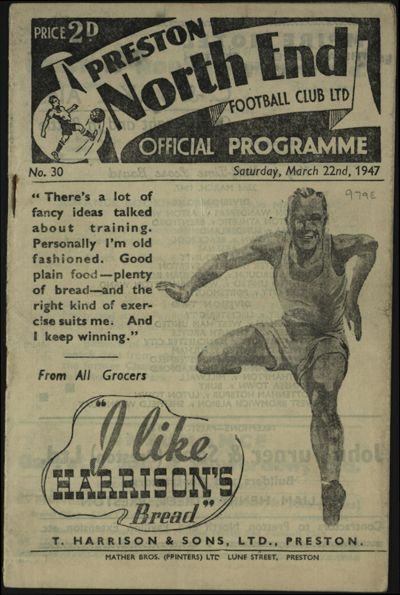 PRICE 2D
PRESTON
North End
FOOTBALL CLUB LTD
OFFICIAL PROGRAMME
No. 30
Saturday, March 22nd, 1947
"There's a lot of
fancy ideas talked
about training.
Personally I'm old
fashioned. Good
plain food—plenty
of bread—and the
right kind of exer-
cise suits me. And
I keep winning."
From All Grocers
"I like
HARRISON'S
Bread"
T. HARRISON & SONS, LTD., PRESTON.
MATHER BROS. (PRINTERS) LTD LUNE STREET, PRESTON